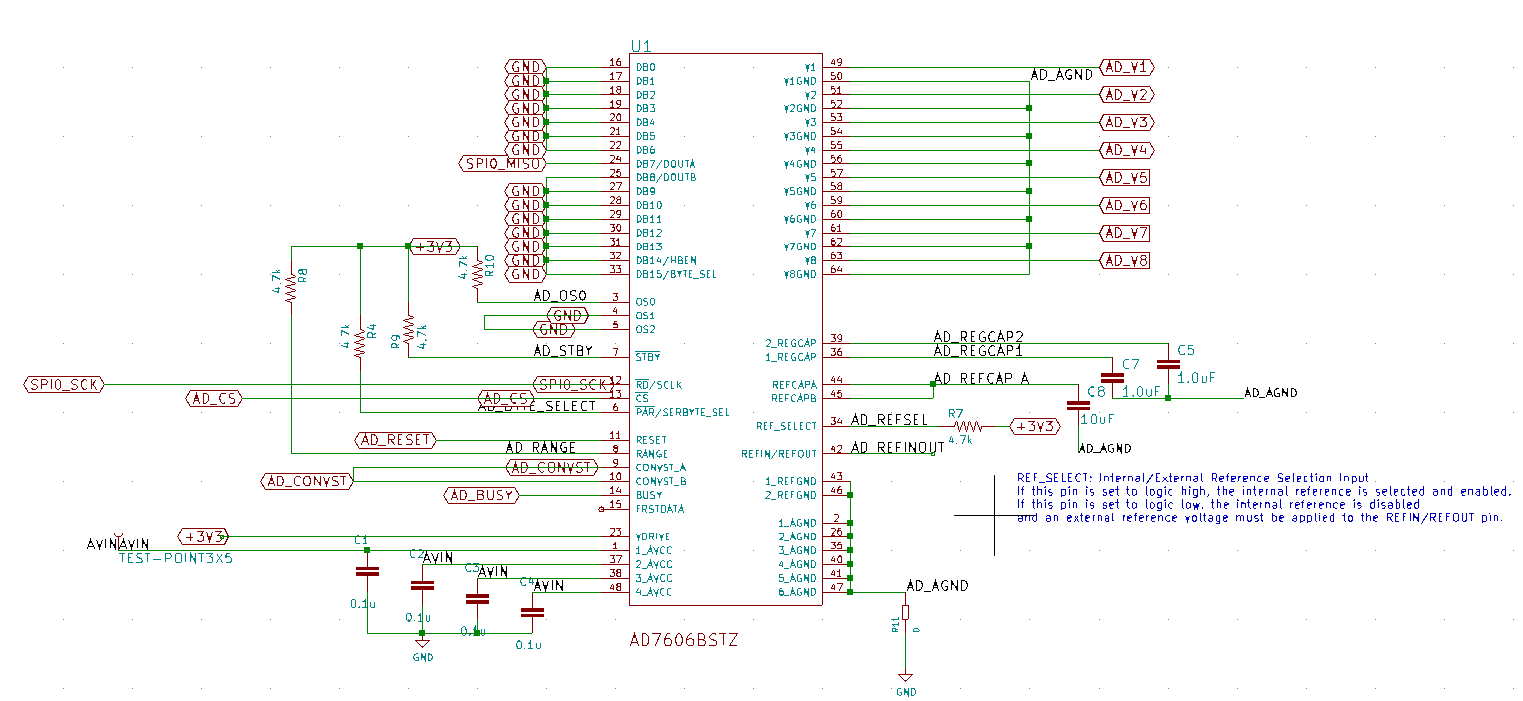 U1
GND 16 DB0 V1 49 AD_V1
GND 17 DB1 V1GND 50 AD_AGND
GND 18 DB2 V2 51 AD_V2
GND 19 DB3 V2GND 52
GND 20 DB4 V3 53 AD_V3
GND 21 DB5 V3GND 54
GND 22 DB6 V4 55 AD_V4
SPI0_MISO 24 DB7/DOUTA V4GND 56
25 DB8/DOUTB V5 57 AD_V5
GND 27 DB9 V5GND 58
GND 28 DB10 V6 59 AD_V6
GND 29 DB11 V6GND 60
GND 30 DB12 V7 61 AD_V7
+3V3 GND 31 DB13 V7GND 62
GND 32 DB14/HBEN V8 63 AD_V8
GND 33 DB15/BYTE_SEL V8GND 64
4.7k R8
4.7k R10
AD_OS0 3 OS0
GND 4 OS1
GND 5 OS2
4.7k R4
R9 4.7k
AD_STBY 7 STBY
2_REGCAP 39 AD_REGCAP2
1_REGCAP 36 AD_REGCAP1
C5
1.0uF
C7
1.0uF
SPI0_SCK SPI0_SCK 12 RD/SCLK REFCAPA 44 AD_REFCAP_A
AD_CS AD_CS 13 CS REFCAPB 45
C8
10uF
AD_AGND
AD_AGND
AD_BYTE_SELECT 6 PAR/SERBYTE_SEL
REF_SELECT 34 AD_REFSEL R7 4.7k +3V3
AD_RESET 11 RESET
AD_RANGE 8 RANGE REFIN/REFOUT 42 AD_REFINOUT
AD_CONVST 9 CONVST_A
AD_CONVST 10 CONVST_B 1_REFGND 43
AD_BUSY 14 BUSY 2_REFGND 46
15 FRSTDATA
1_AGND 2
REF_SELECT: Internal/External Reference Selection Input .
If this pin is set to logic high, the internal reference is selected and enabled.
If this pin is set to logic low, the internal reference is disabled
and an external reference voltage must be applied to the REFIN/REFOUT pin.
+3V3 23 VDRIVE 2_AGND 26
AVIN AVIN 1 1_AVCC 3_AGND 35
TEST-POINT3X5
AVIN 37 2_AVCC 4_AGND 40
AVIN 38 3_AVCC 5_AGND 41
AVIN 48 4_AVCC 6_AGND 47 AD_AGND
C1 0.1u
C2 0.1u
C3 0.1u
C4 0.1u
GND
R11 0
GND
AD7606BSTZ